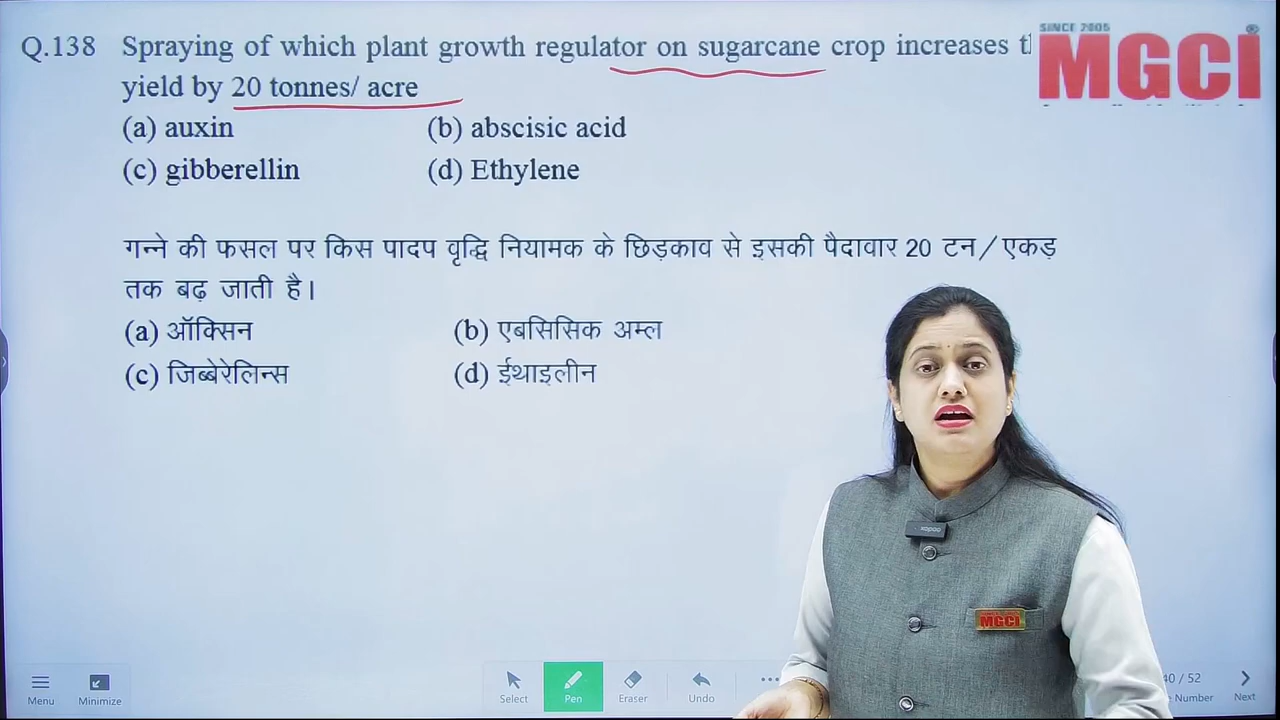 SINCE 2005
MGCI
Q.138 Spraying of which plant growth regulator on sugarcane crop increases
yield by 20 tonnes/ acre
(a) auxin (b) abscisic acid
(c) gibberellin (d) Ethylene
गन्ने की फसल पर किस पादप वृद्धि नियामक के छिड़काव से इसकी पैदावार 20 टन/एकड़
तक बढ़ जाती है।
(a) ऑक्सिन (b) एबसिसिक अम्ल
(c) जिब्बेरेलिन्स (d) ईथाइलीन
MGCI
Menu Minimize Select Pen Eraser Undo 40 / 52 Number Next